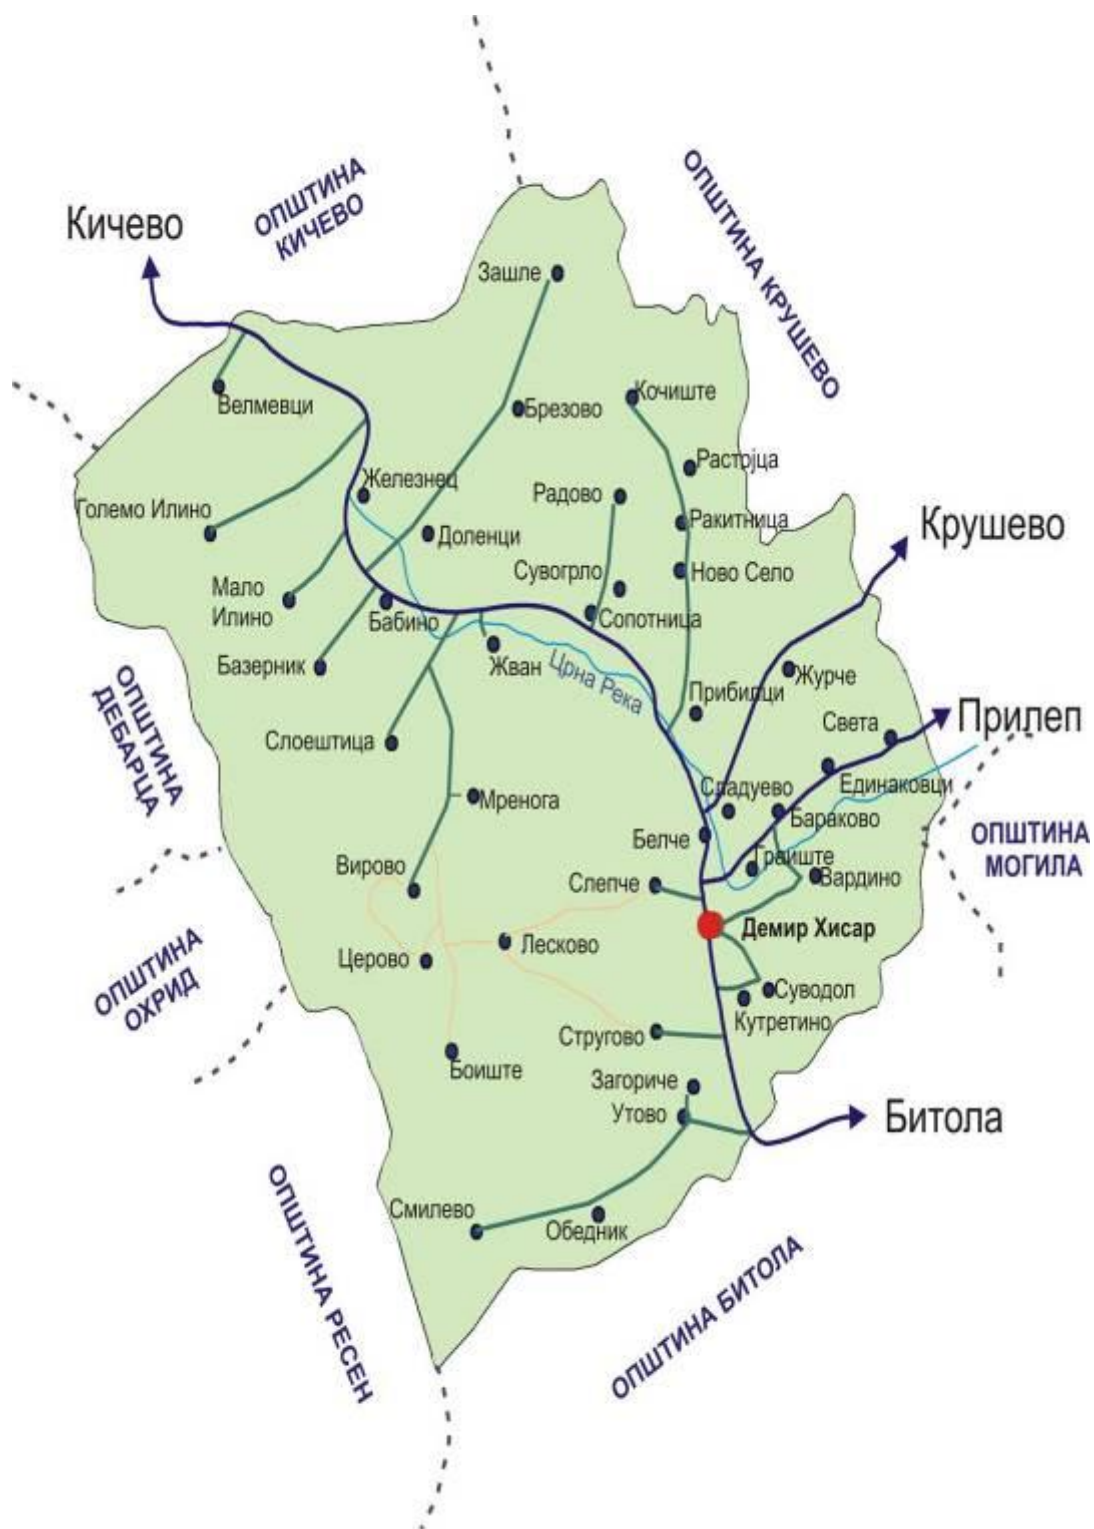 ОПШТИНА
КИЧЕВО
Кичево
ОПШТИНА КРУШЕВО
Зашле
Велмевци
Брезово
Кочиште
Растојца
Железнец
Големо Илино
Радово
Ракитница
Крушево
Доленци
Сувогрло
Ново Село
Мало
Илино
Бабино
Сопотница
Базерник
Жван
Црна Река
Журче
ОПШТИНА
ДЕБАРЦА
Прибилци
Света
Прилеп
Слоештица
Сладуево
Единаковци
Мренога
Бараково
Белче
ОПШТИНА
МОГИЛА
Граиште
Вирово
Слепче
Вардино
Демир Хисар
Лесково
Церово
ОПШТИНА
ОХРИД
Суводол
Кутретино
Стругово
Боиште
Загориче
Утово
Битола
Смилево
Обедник
ОПШТИНА РЕСЕН
ОПШТИНА БИТОЛА